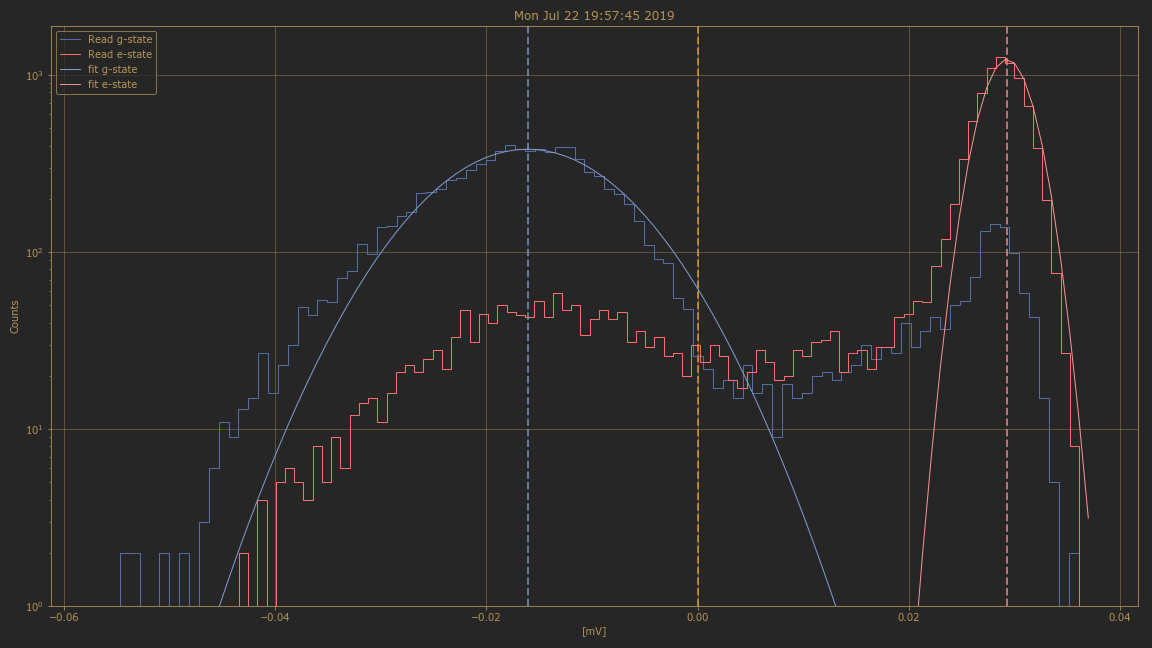 Mon Jul 22 19:57:45 2019
Read g-state
Read e-state
fit g-state
fit e-state
10³
10²
10¹
10⁰
Counts
−0.06
−0.04
−0.02
0.00
0.02
0.04
[mV]